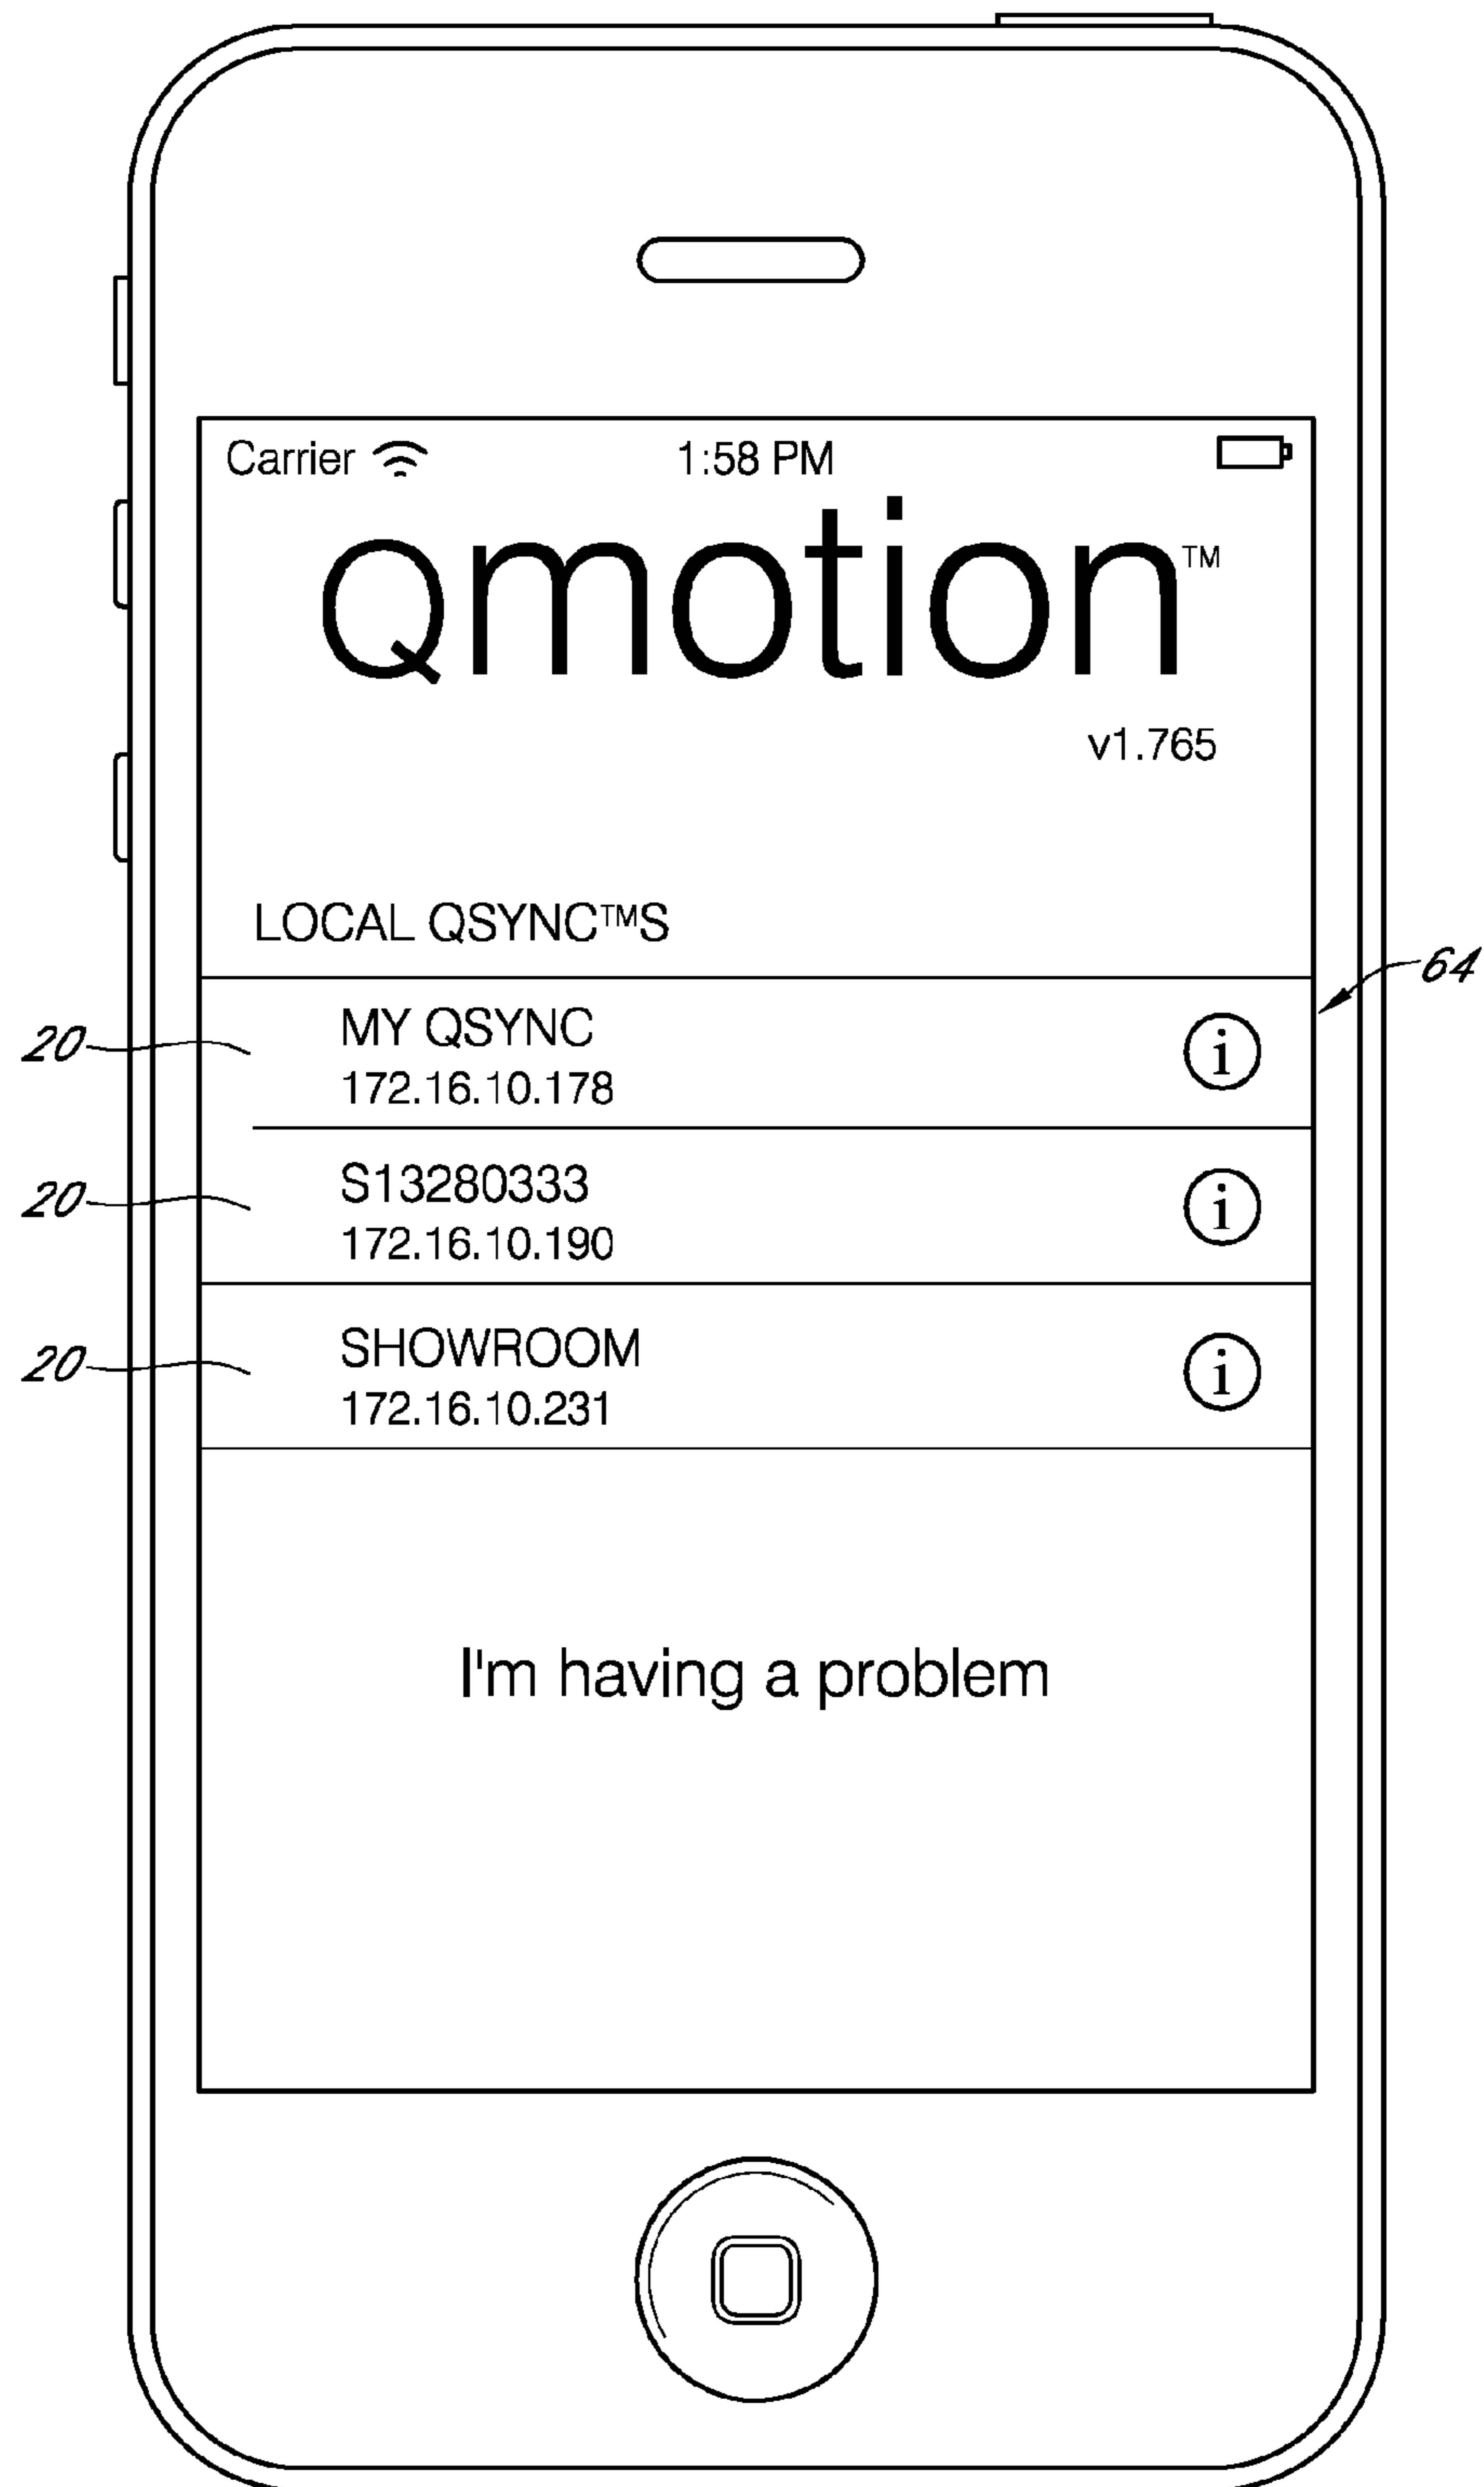 Carrier 1:58 PM
Qmotion™
v1.765
LOCAL QSYNC™S
64
MY QSYNC
20
172.16.10.178
S13280333
20
172.16.10.190
SHOWROOM
20
172.16.10.231
I'm having a problem